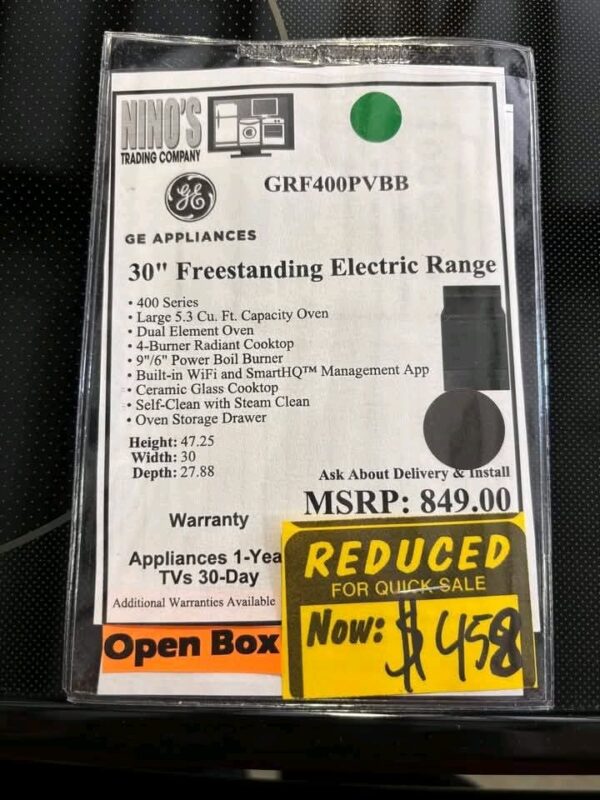 NINO'S
TRADING COMPANY
GE
GRF400PVBB
GE APPLIANCES
30" Freestanding Electric Range
• 400 Series
• Large 5.3 Cu. Ft. Capacity Oven
• Dual Element Oven
• 4-Burner Radiant Cooktop
• 9"/6" Power Boil Burner
• Built-in WiFi and SmartHQ™ Management App
• Ceramic Glass Cooktop
• Self-Clean with Steam Clean
• Oven Storage Drawer
Height: 47.25
Width: 30
Depth: 27.88
Ask About Delivery & Install
MSRP: 849.00
Warranty
Appliances 1-Yea
TVs 30-Day
Additional Warranties Available
REDUCED
FOR QUICK SALE
Now: $458
Open Box